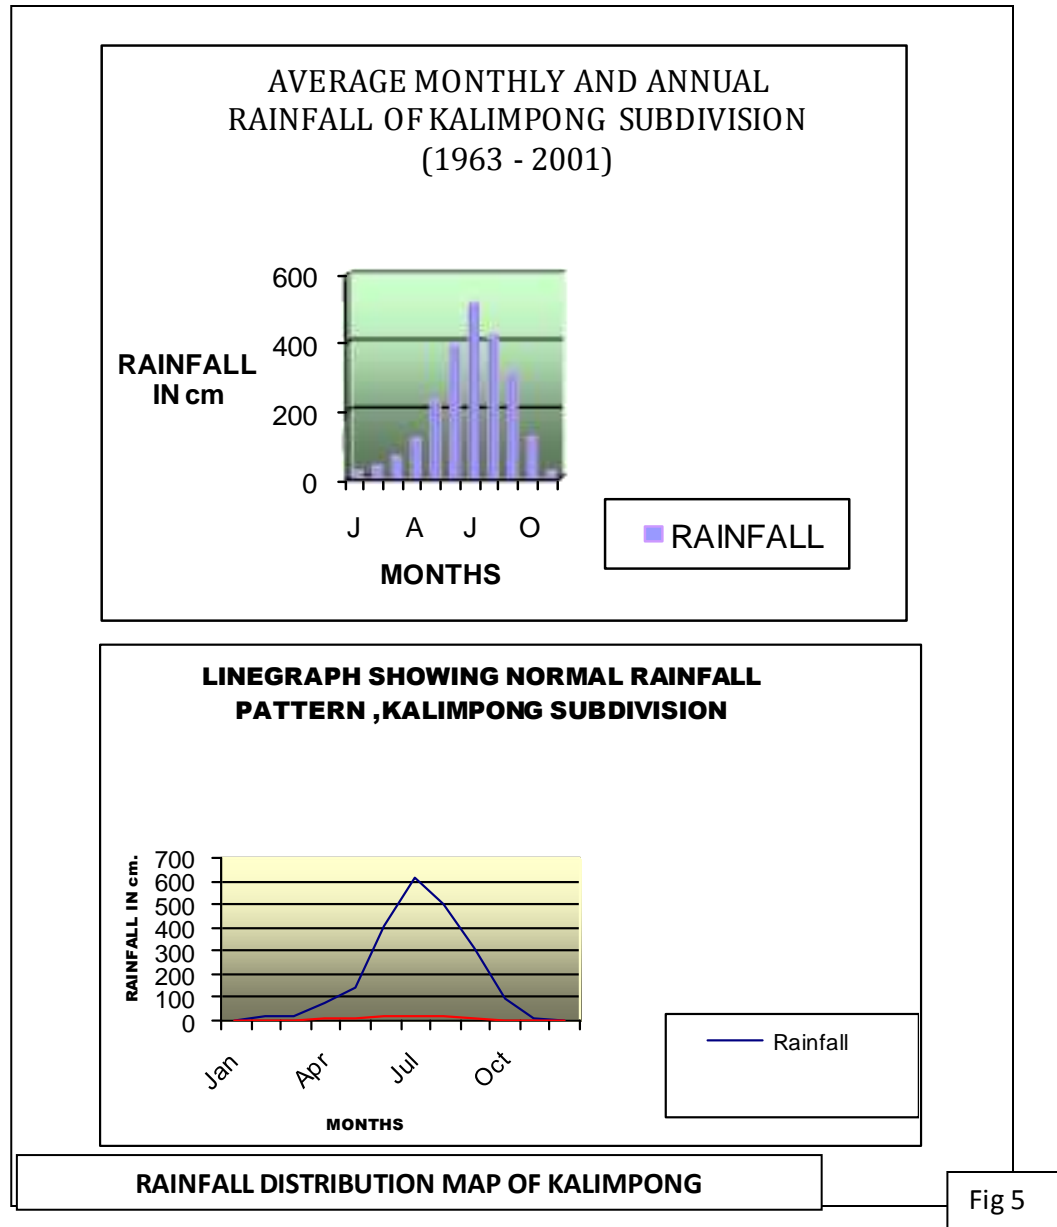 AVERAGE MONTHLY AND ANNUAL
RAINFALL OF KALIMPONG SUBDIVISION
(1963 - 2001)
600
400
200
0
RAINFALL
IN cm
J A J O
MONTHS
RAINFALL
LINEGRAPH SHOWING NORMAL RAINFALL
PATTERN ,KALIMPONG SUBDIVISION
RAINFALL IN cm.
700
600
500
400
300
200
100
0
Jan Apr Jul Oct
MONTHS
Rainfall
RAINFALL DISTRIBUTION MAP OF KALIMPONG
Fig 5